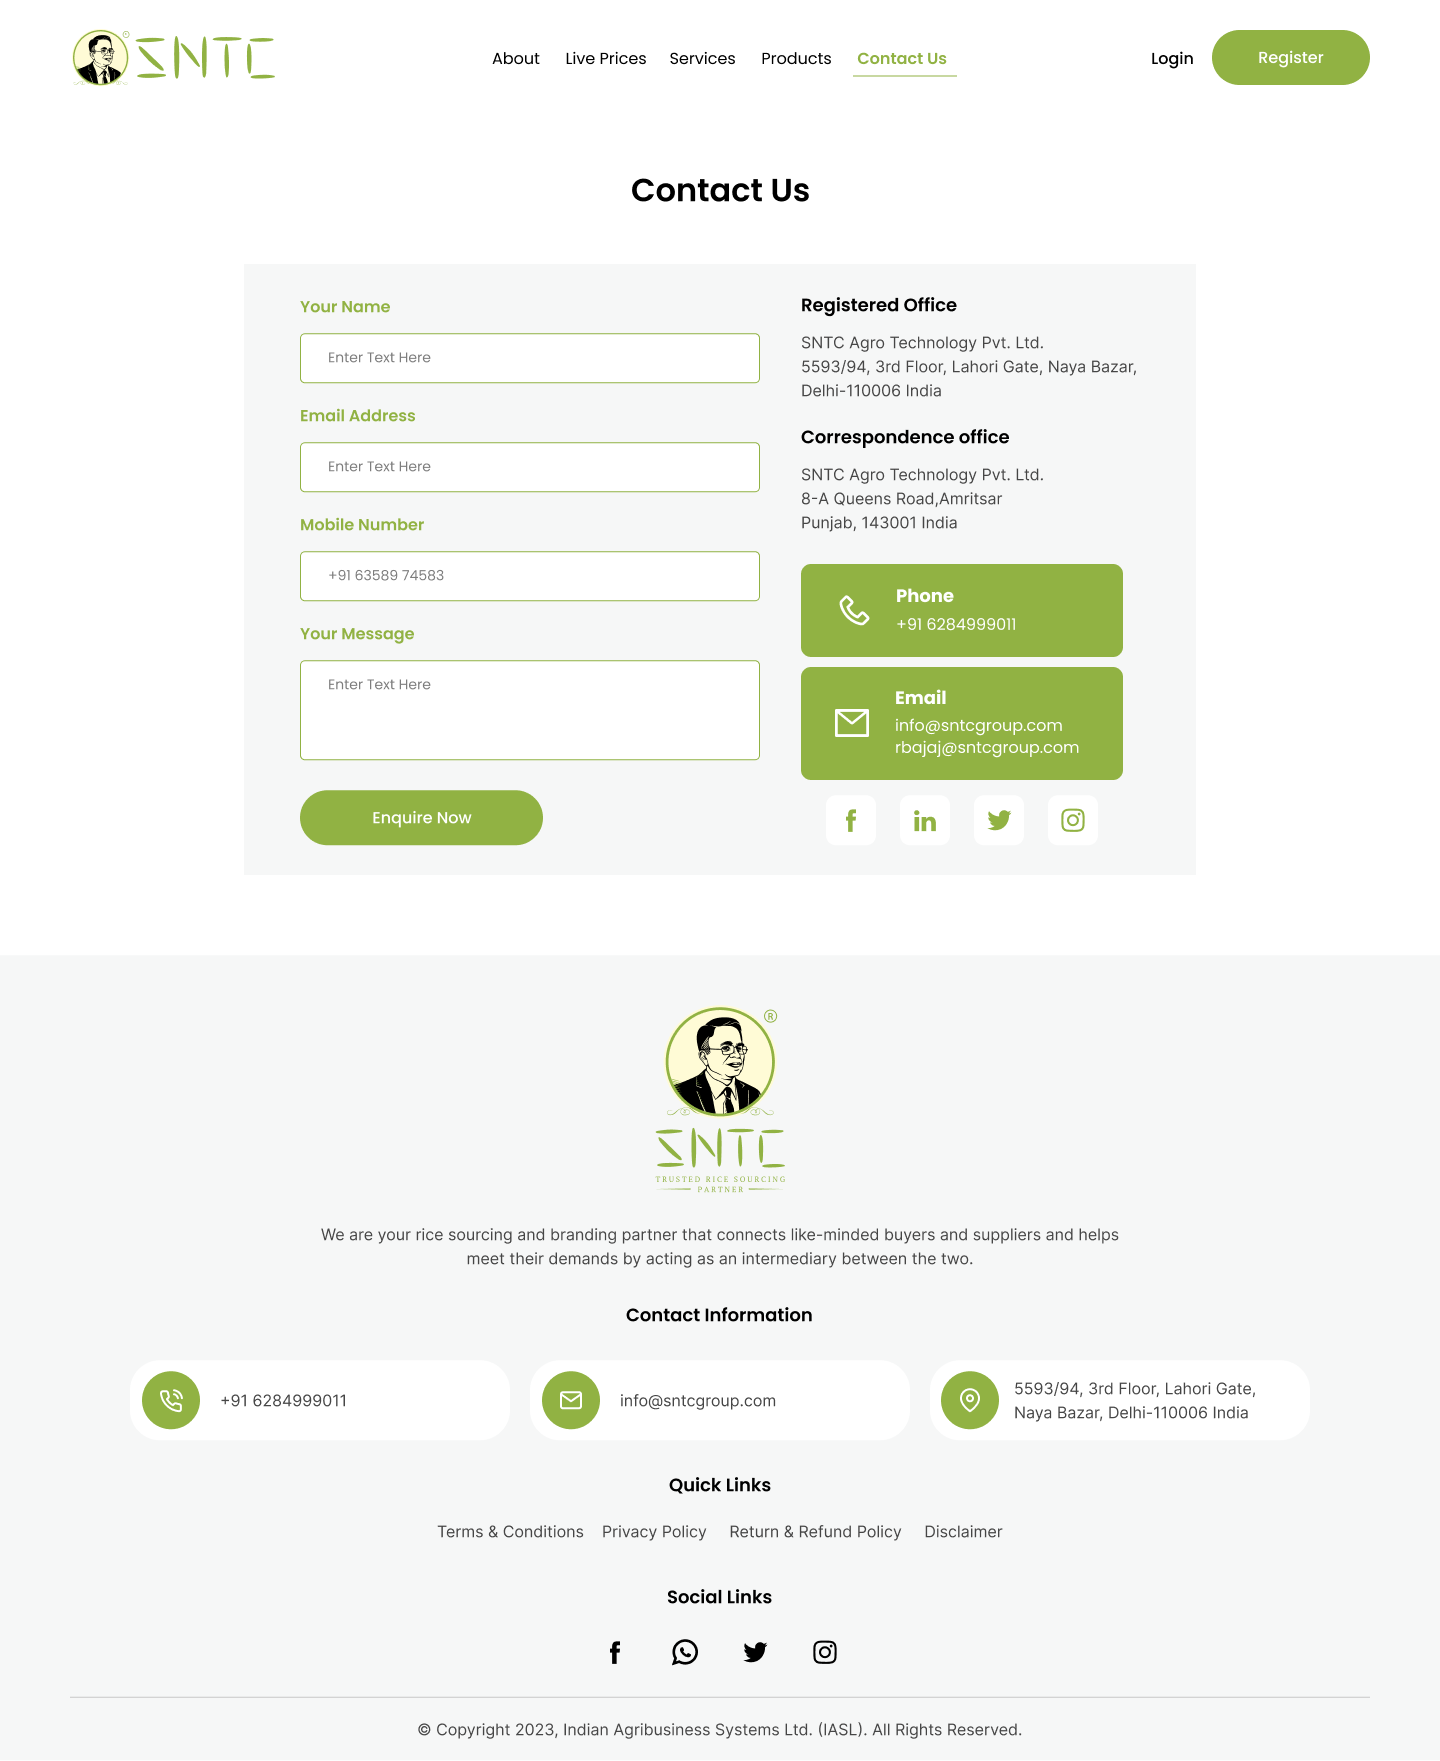 ® SNTC
About Live Prices Services Products Contact Us Login Register
Contact Us
Your Name
Enter Text Here
Email Address
Enter Text Here
Mobile Number
+91 63589 74583
Your Message
Enter Text Here
Enquire Now
Registered Office
SNTC Agro Technology Pvt. Ltd.
5593/94, 3rd Floor, Lahori Gate, Naya Bazar,
Delhi-110006 India
Correspondence office
SNTC Agro Technology Pvt. Ltd.
8-A Queens Road,Amritsar
Punjab, 143001 India
Phone
+91 6284999011
Email
info@sntcgroup.com
rbajaj@sntcgroup.com
f in
®
SNTC
TRUSTED RICE SOURCING
PARTNER
We are your rice sourcing and branding partner that connects like-minded buyers and suppliers and helps
meet their demands by acting as an intermediary between the two.
Contact Information
+91 6284999011
info@sntcgroup.com
5593/94, 3rd Floor, Lahori Gate,
Naya Bazar, Delhi-110006 India
Quick Links
Terms & Conditions Privacy Policy Return & Refund Policy Disclaimer
Social Links
f
© Copyright 2023, Indian Agribusiness Systems Ltd. (IASL). All Rights Reserved.